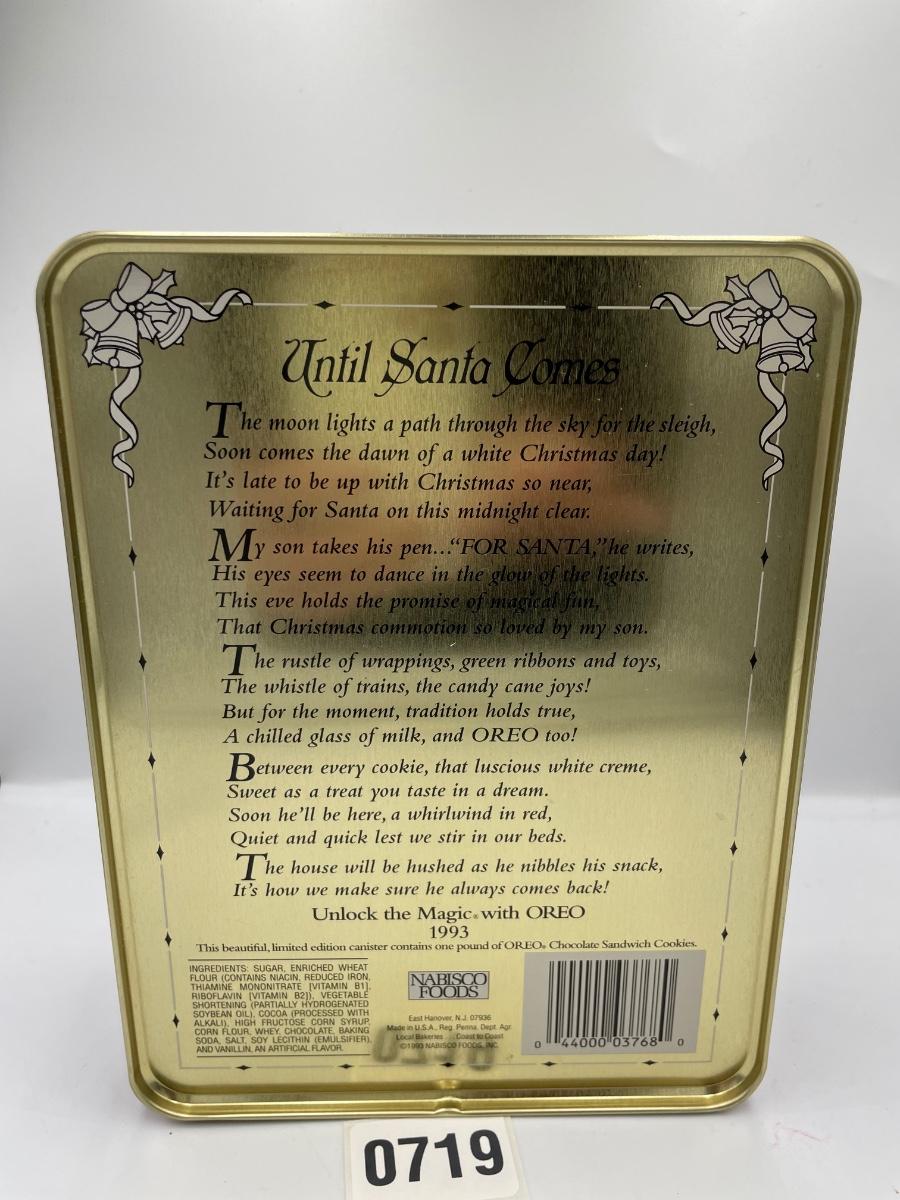 Until Santa Comes
The moon lights a path through the sky for the sleigh,
Soon comes the dawn of a white Christmas day!
It's late to be up with Christmas so near,
Waiting for Santa on this midnight clear.
My son takes his pen..."FOR SANTA," he writes,
His eyes seem to dance in the glow of the lights.
This eve holds the promise of magical fun,
That Christmas commotion so loved by my son.
The rustle of wrappings, green ribbons and toys,
The whistle of trains, the candy cane joys!
But for the moment, tradition holds true,
A chilled glass of milk, and OREO too!
Between every cookie, that luscious white creme,
Sweet as a treat you taste in a dream.
Soon he'll be here, a whirlwind in red,
Quiet and quick lest we stir in our beds.
The house will be hushed as he nibbles his snack,
It's how we make sure he always comes back!
Unlock the Magic® with OREO
1993
This beautiful, limited edition canister contains one pound of OREO® Chocolate Sandwich Cookies.
INGREDIENTS: SUGAR, ENRICHED WHEAT
FLOUR (CONTAINS NIACIN, REDUCED IRON,
THIAMINE MONONITRATE [VITAMIN B1],
RIBOFLAVIN [VITAMIN B2]), VEGETABLE
SHORTENING (PARTIALLY HYDROGENATED
SOYBEAN OIL), COCOA (PROCESSED WITH
ALKALI), HIGH FRUCTOSE CORN SYRUP,
CORN FLOUR, WHEY, CHOCOLATE, BAKING
SODA, SALT, SOY LECITHIN (EMULSIFIER),
AND VANILLIN, AN ARTIFICIAL FLAVOR.
NABISCO
FOODS
East Hanover, N.J. 07936
Made in U.S.A., Reg. Penna. Dept. Agr.
Local Bakeries Coast to Coast
©1993 NABISCO FOODS, INC.
0 44000 03768 0
0719